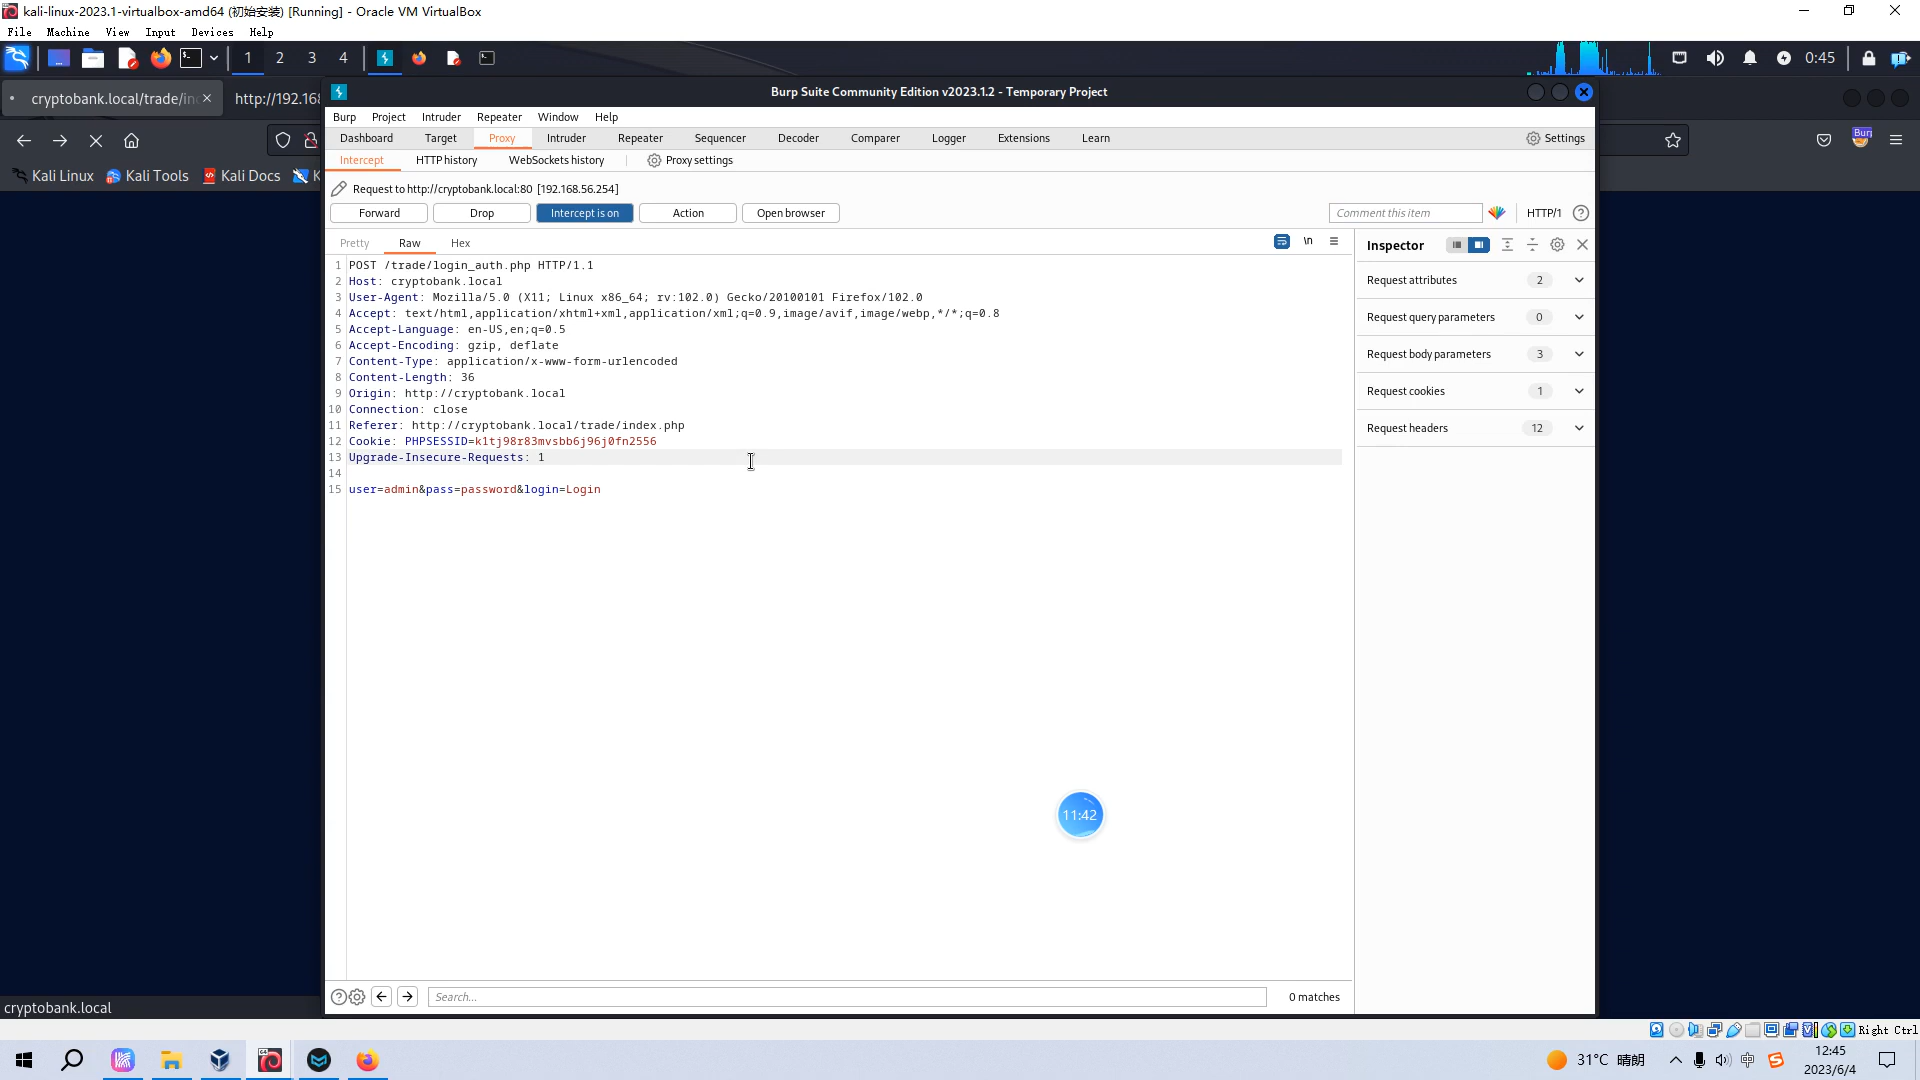 kali-linux-2023.1-virtualbox-amd64 (初始安装) [Running] - Oracle VM VirtualBox
File Machine View Input Devices Help
1 2 3 4 0:45
cryptobank.local/trade/in http://192.168
Burp Suite Community Edition v2023.1.2 - Temporary Project
Burp Project Intruder Repeater Window Help
Dashboard Target Proxy Intruder Repeater Sequencer Decoder Comparer Logger Extensions Learn Settings
Intercept HTTP history WebSockets history Proxy settings
Kali Linux Kali Tools Kali Docs K
Request to http://cryptobank.local:80 [192.168.56.254]
Forward Drop Intercept is on Action Open browser Comment this item HTTP/1
Pretty Raw Hex \n Inspector
1 POST /trade/login_auth.php HTTP/1.1
2 Host: cryptobank.local
3 User-Agent: Mozilla/5.0 (X11; Linux x86_64; rv:102.0) Gecko/20100101 Firefox/102.0
4 Accept: text/html,application/xhtml+xml,application/xml;q=0.9,image/avif,image/webp,*/*;q=0.8
5 Accept-Language: en-US,en;q=0.5
6 Accept-Encoding: gzip, deflate
7 Content-Type: application/x-www-form-urlencoded
8 Content-Length: 36
9 Origin: http://cryptobank.local
10 Connection: close
11 Referer: http://cryptobank.local/trade/index.php
12 Cookie: PHPSESSID=k1tj98r83mvsbb6j96j0fn2556
13 Upgrade-Insecure-Requests: 1
14
15 user=admin&pass=password&login=Login
Request attributes 2
Request query parameters 0
Request body parameters 3
Request cookies 1
Request headers 12
11:42
Search... 0 matches
cryptobank.local
Right Ctrl
31°C 晴朗 中 12:45
2023/6/4